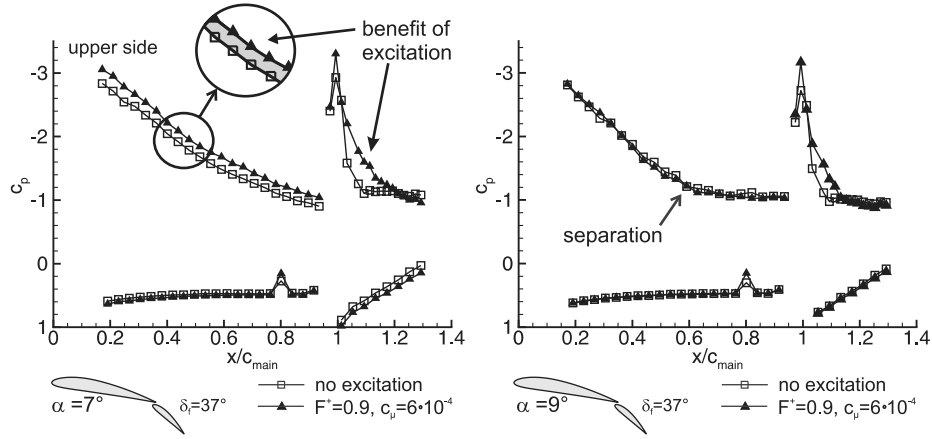 benefit of
excitation
upper side
-3
-2
-1
0
1
c_p
0 0.2 0.4 0.6 0.8 1 1.2 1.4
x/c_main
α=7° δ_f=37°
no excitation
F⁺=0.9, c_μ=6•10⁻⁴
-3
-2
-1
0
1
c_p
separation
0 0.2 0.4 0.6 0.8 1 1.2 1.4
x/c_main
α=9° δ_f=37°
no excitation
F⁺=0.9, c_μ=6•10⁻⁴